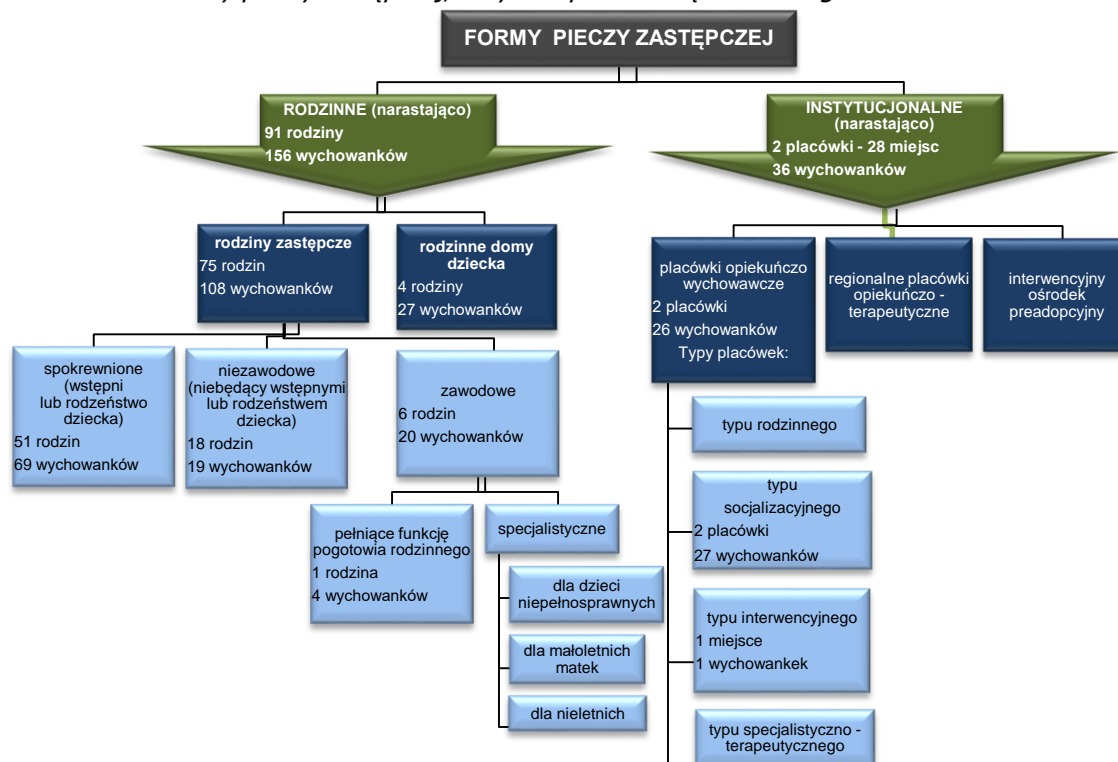 FORMY PIECZY ZASTĘPCZEJ
RODZINNE (narastająco)
91 rodziny
156 wychowanków
INSTYTUCJONALNE
(narastająco)
2 placówki - 28 miejsc
36 wychowanków
rodziny zastępcze
75 rodzin
108 wychowanków
rodzinne domy
dziecka
4 rodziny
27 wychowanków
placówki opiekuńczo
wychowawcze
2 placówki
26 wychowanków
Typy placówek:
regionalne placówki
opiekuńczo -
terapeutyczne
interwencyjny
ośrodek
preadopcyjny
spokrewnione
(wstępni
lub rodzeństwo
dziecka)
51 rodzin
69 wychowanków
niezawodowe
(niebędący wstępnymi
lub rodzeństwem
dziecka)
18 rodzin
19 wychowanków
zawodowe
6 rodzin
20 wychowanków
pełniące funkcję
pogotowia rodzinnego
1 rodzina
4 wychowanków
specjalistyczne
dla dzieci
niepełnosprawnych
dla małoletnich
matek
dla nieletnich
typu rodzinnego
typu
socjalizacyjnego
2 placówki
27 wychowanków
typu interwencyjnego
1 miejsce
1 wychowankek
typu specjalistyczno -
terapeutycznego